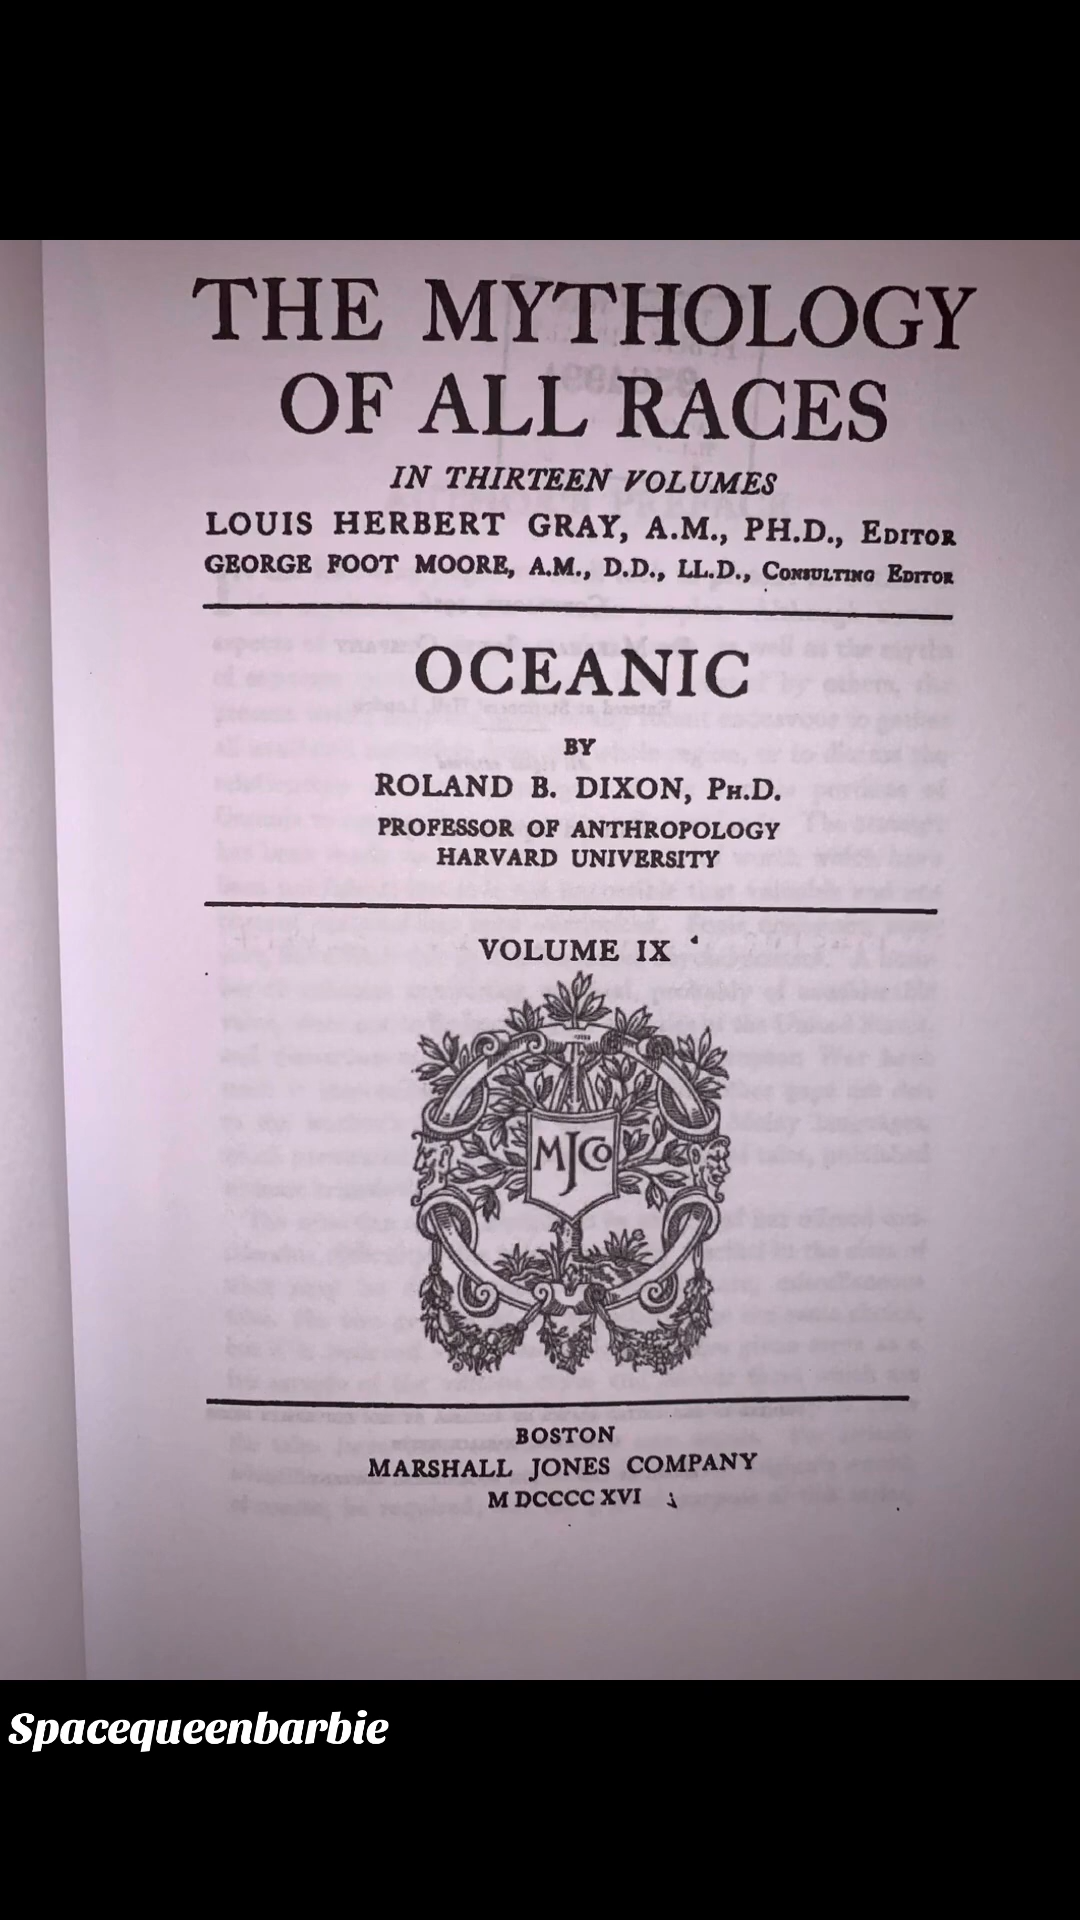 THE MYTHOLOGY
OF ALL RACES
IN THIRTEEN VOLUMES
LOUIS HERBERT GRAY, A.M., PH.D., EDITOR
GEORGE FOOT MOORE, A.M., D.D., LL.D., CONSULTING EDITOR
OCEANIC
BY
ROLAND B. DIXON, PH.D.
PROFESSOR OF ANTHROPOLOGY
HARVARD UNIVERSITY
VOLUME IX
MJCo
BOSTON
MARSHALL JONES COMPANY
M DCCCC XVI
Spacequeenbarbie